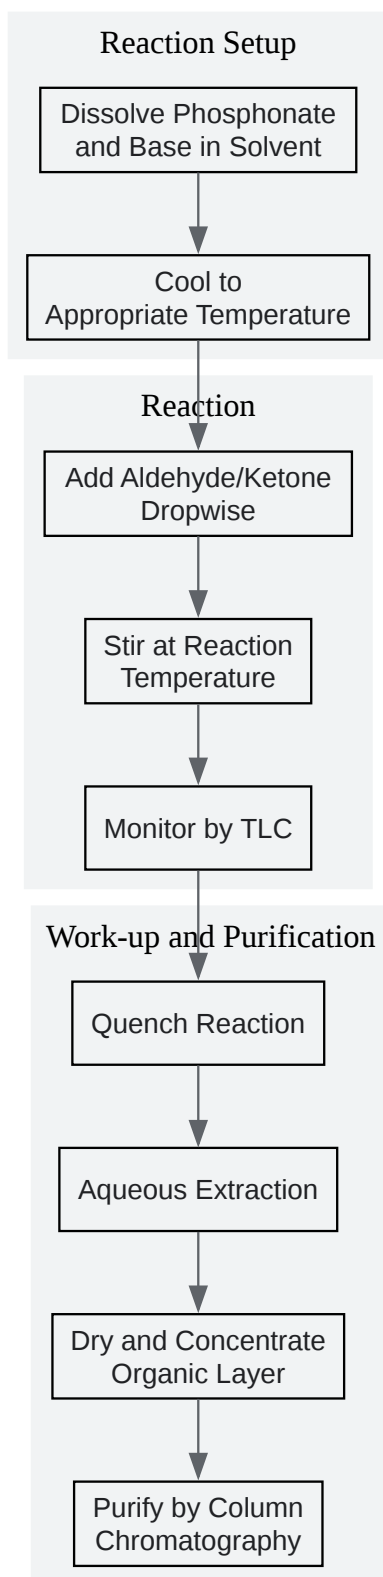 Reaction Setup
Dissolve Phosphonate
and Base in Solvent
Cool to
Appropriate Temperature
Reaction
Add Aldehyde/Ketone
Dropwise
Stir at Reaction
Temperature
Monitor by TLC
Work-up and Purification
Quench Reaction
Aqueous Extraction
Dry and Concentrate
Organic Layer
Purify by Column
Chromatography